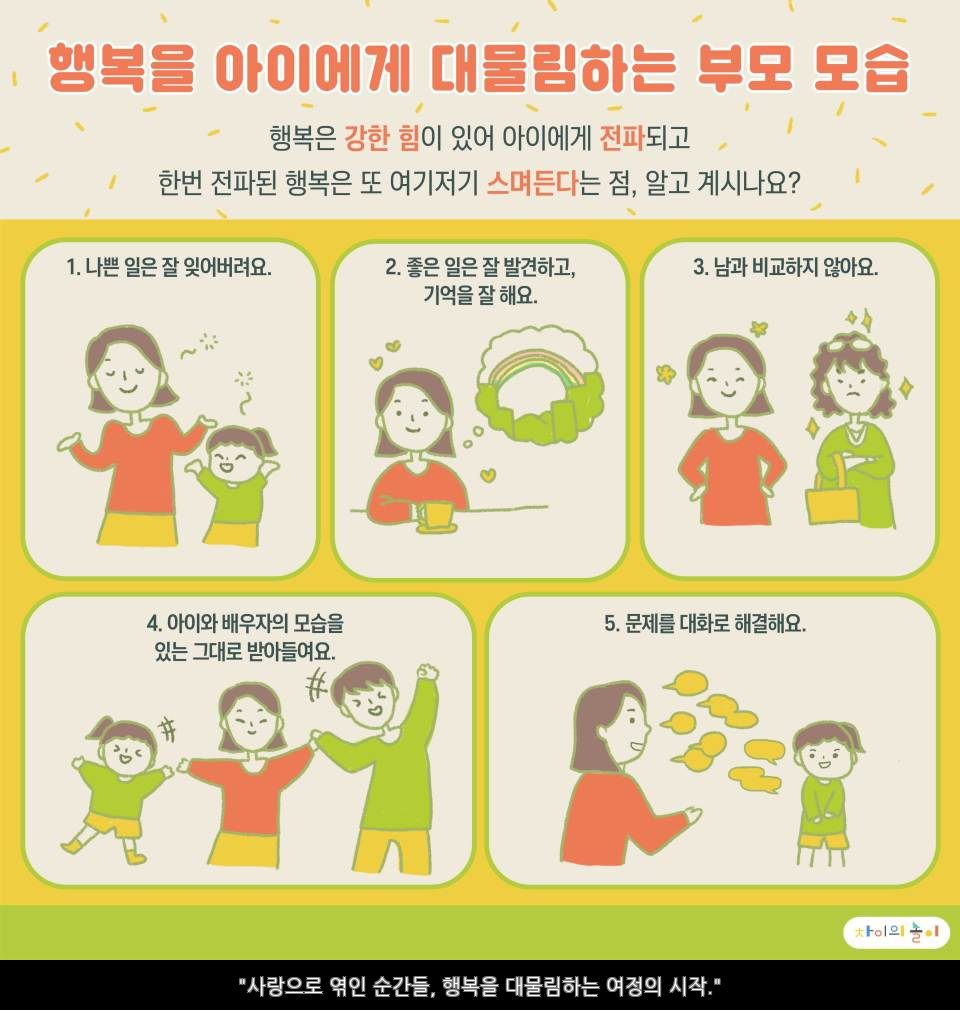 행복을 아이에게 대물림하는 부모 모습
행복은 강한 힘이 있어 아이에게 전파되고
한번 전파된 행복은 또 여기저기 스며든다는 점, 알고 계시나요?
1. 나쁜 일은 잘 잊어버려요.
2. 좋은 일은 잘 발견하고,
기억을 잘 해요.
3. 남과 비교하지 않아요.
4. 아이와 배우자의 모습을
있는 그대로 받아들여요.
5. 문제를 대화로 해결해요.
차이의 놀이
"사랑으로 엮인 순간들, 행복을 대물림하는 여정의 시작."